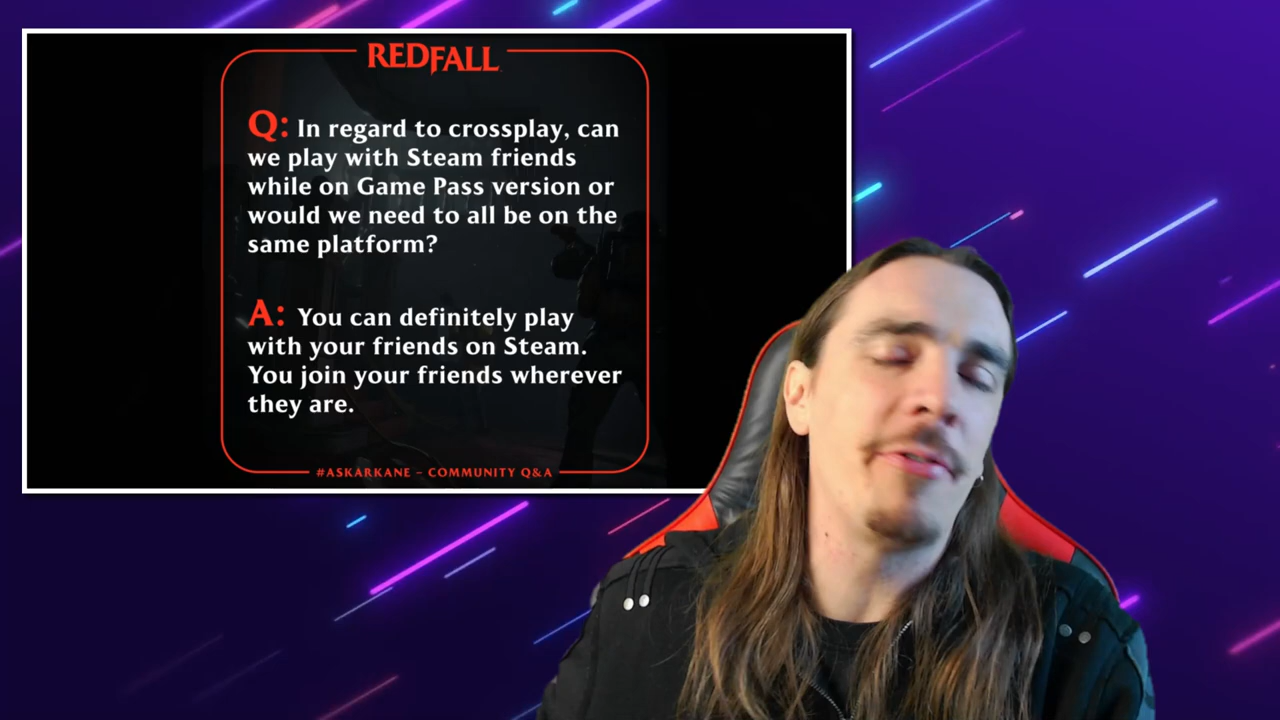 REDFALL
Q: In regard to crossplay, can
we play with Steam friends
while on Game Pass version or
would we need to all be on the
same platform?
A: You can definitely play
with your friends on Steam.
You join your friends wherever
they are.
#ASKARKANE – COMMUNITY Q&A